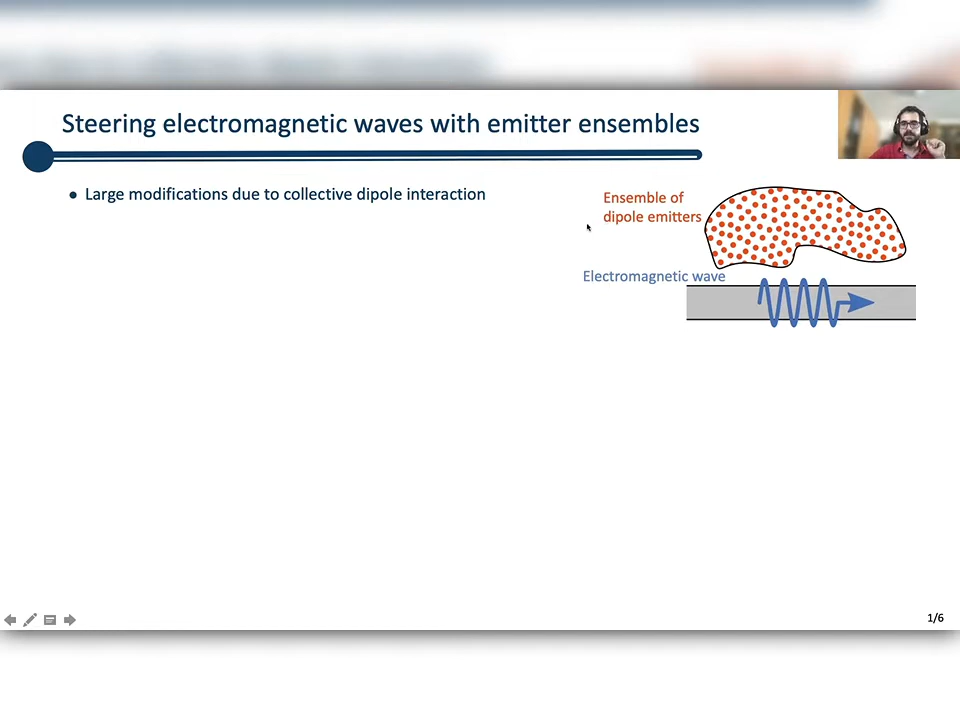 Steering electromagnetic waves with emitter ensembles
● Large modifications due to collective dipole interaction
Ensemble of
dipole emitters
Electromagnetic wave
1/6